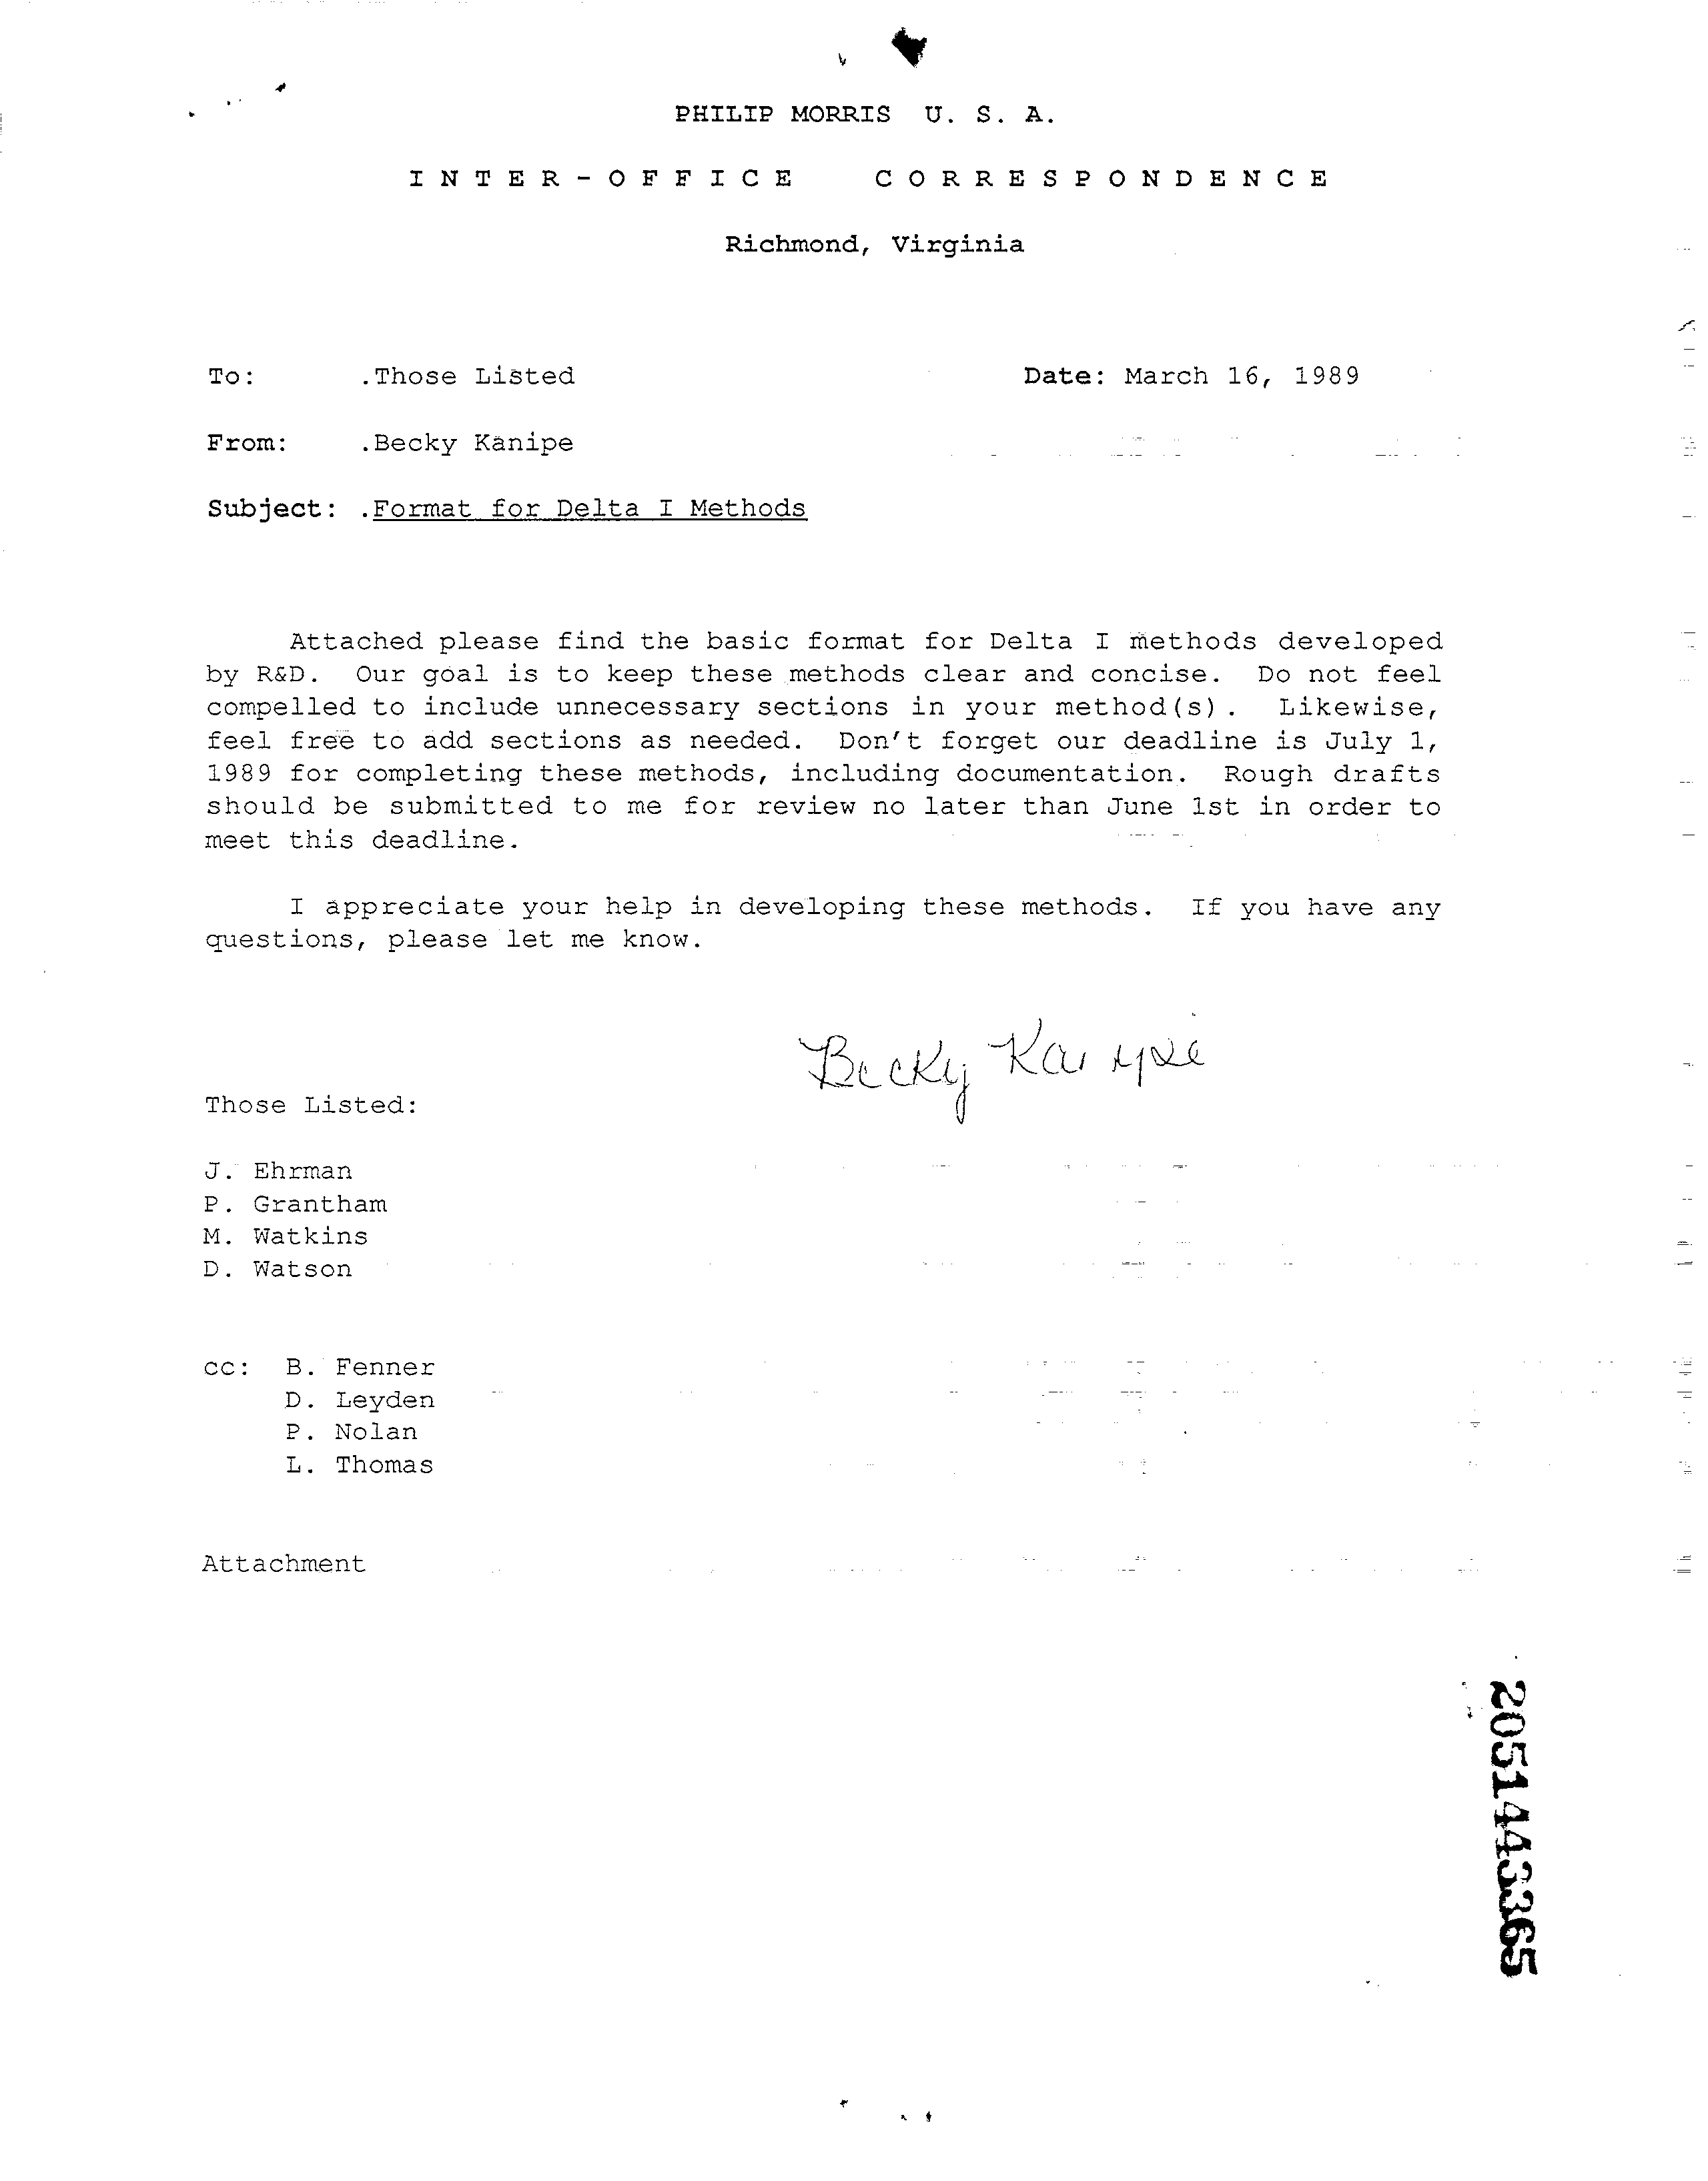 PHILIP MORRIS U. S. A.
INTER-OFFICE CORRESPONDENCE
Richmond, Virginia
To: .Those Listed Date: March 16, 1989
From: .Becky Kanipe
Subject: .Format for Delta I Methods
Attached please find the basic format for Delta I methods developed
by R&D. Our goal is to keep these methods clear and concise. Do not feel
compelled to include unnecessary sections in your method(s). Likewise,
feel free to add sections as needed. Don't forget our deadline is July 1,
1989 for completing these methods, including documentation. Rough drafts
should be submitted to me for review no later than June 1st in order to
meet this deadline.
I appreciate your help in developing these methods. If you have any
questions, please let me know.
Becky Kanipe
Those Listed:
J. Ehrman
P. Grantham
M. Watkins
D. Watson
cc: B. Fenner
D. Leyden
P. Nolan
L. Thomas
Attachment
2051443365